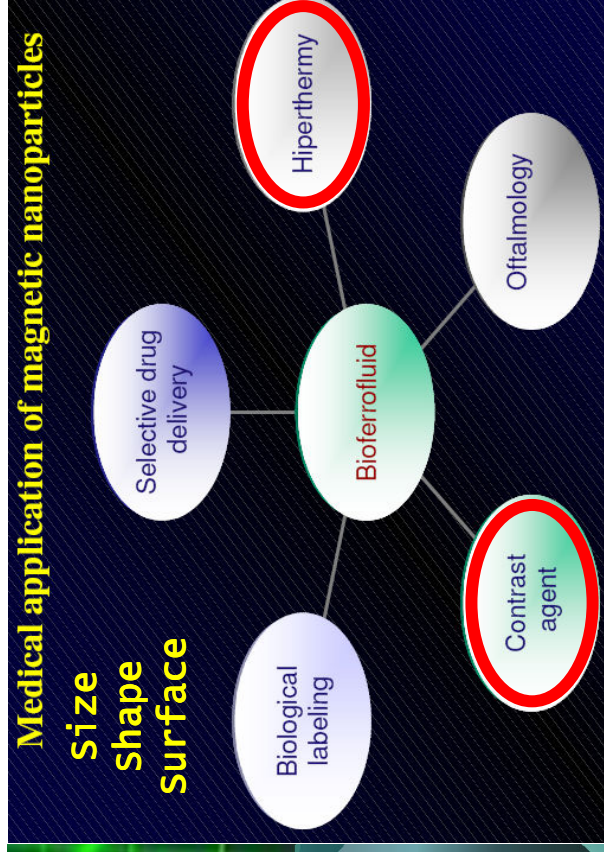 Medical application of magnetic nanoparticles
Size
Shape
Surface
Selective drug
delivery
Hiperthermy
Biological
labeling
Bioferrofluid
Contrast
agent
Oftalmology